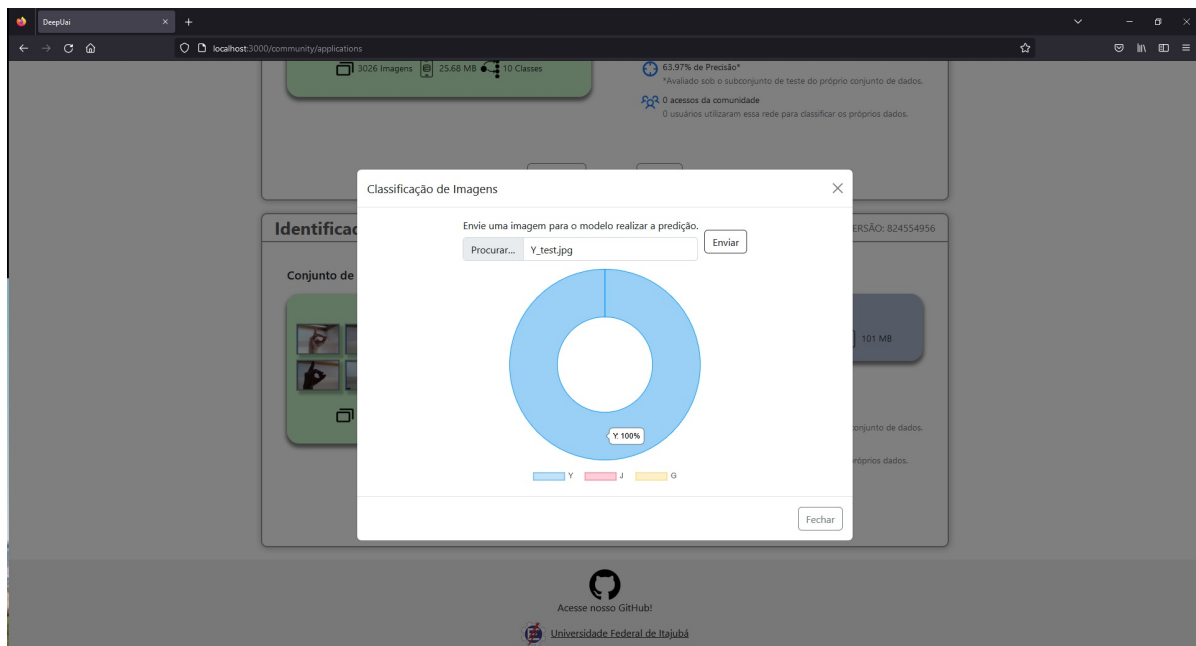 DeepUai
localhost:3000/community/applications
3026 Imagens 25.68 MB 10 Classes
63.97% de Precisão*
*Avaliado sob o subconjunto de teste do próprio conjunto de dados.
0 acessos da comunidade
0 usuários utilizaram essa rede para classificar os próprios dados.
Classificação de Imagens
Identificaç
ERSÃO: 824554956
Envie uma imagem para o modelo realizar a predição.
Procurar... Y_test.jpg
Enviar
Conjunto de
101 MB
onjunto de dados.
Y: 100%
róprios dados.
Y J G
Fechar
Acesse nosso GitHub!
Universidade Federal de Itajubá